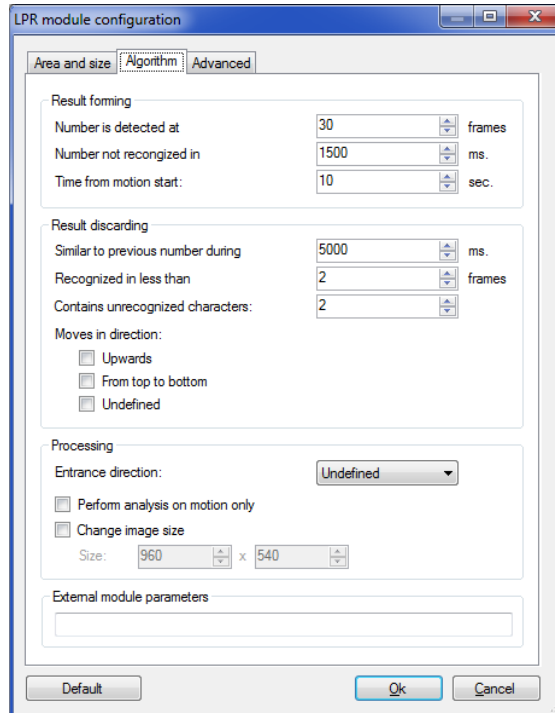 LPR module configuration
Area and size Algorithm Advanced
Result forming
Number is detected at 30 frames
Number not recongized in 1500 ms.
Time from motion start: 10 sec.
Result discarding
Similar to previous number during 5000 ms.
Recognized in less than 2 frames
Contains unrecognized characters: 2
Moves in direction:
Upwards
From top to bottom
Undefined
Processing
Entrance direction: Undefined
Perform analysis on motion only
Change image size
Size: 960 x 540
External module parameters
Default Ok Cancel